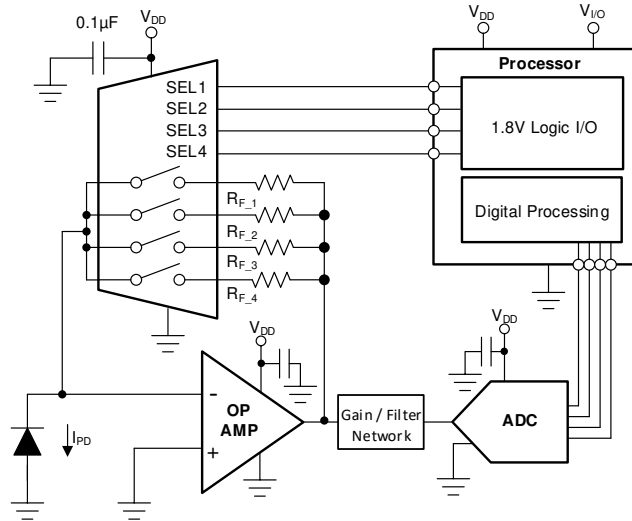 0.1µF
VDD
VDD
VI/O
Processor
SEL1
SEL2
SEL3
SEL4
1.8V Logic I/O
RF_1
RF_2
RF_3
RF_4
Digital Processing
VDD
VDD
-
OP
AMP
+
IPD
Gain / Filter
Network
ADC